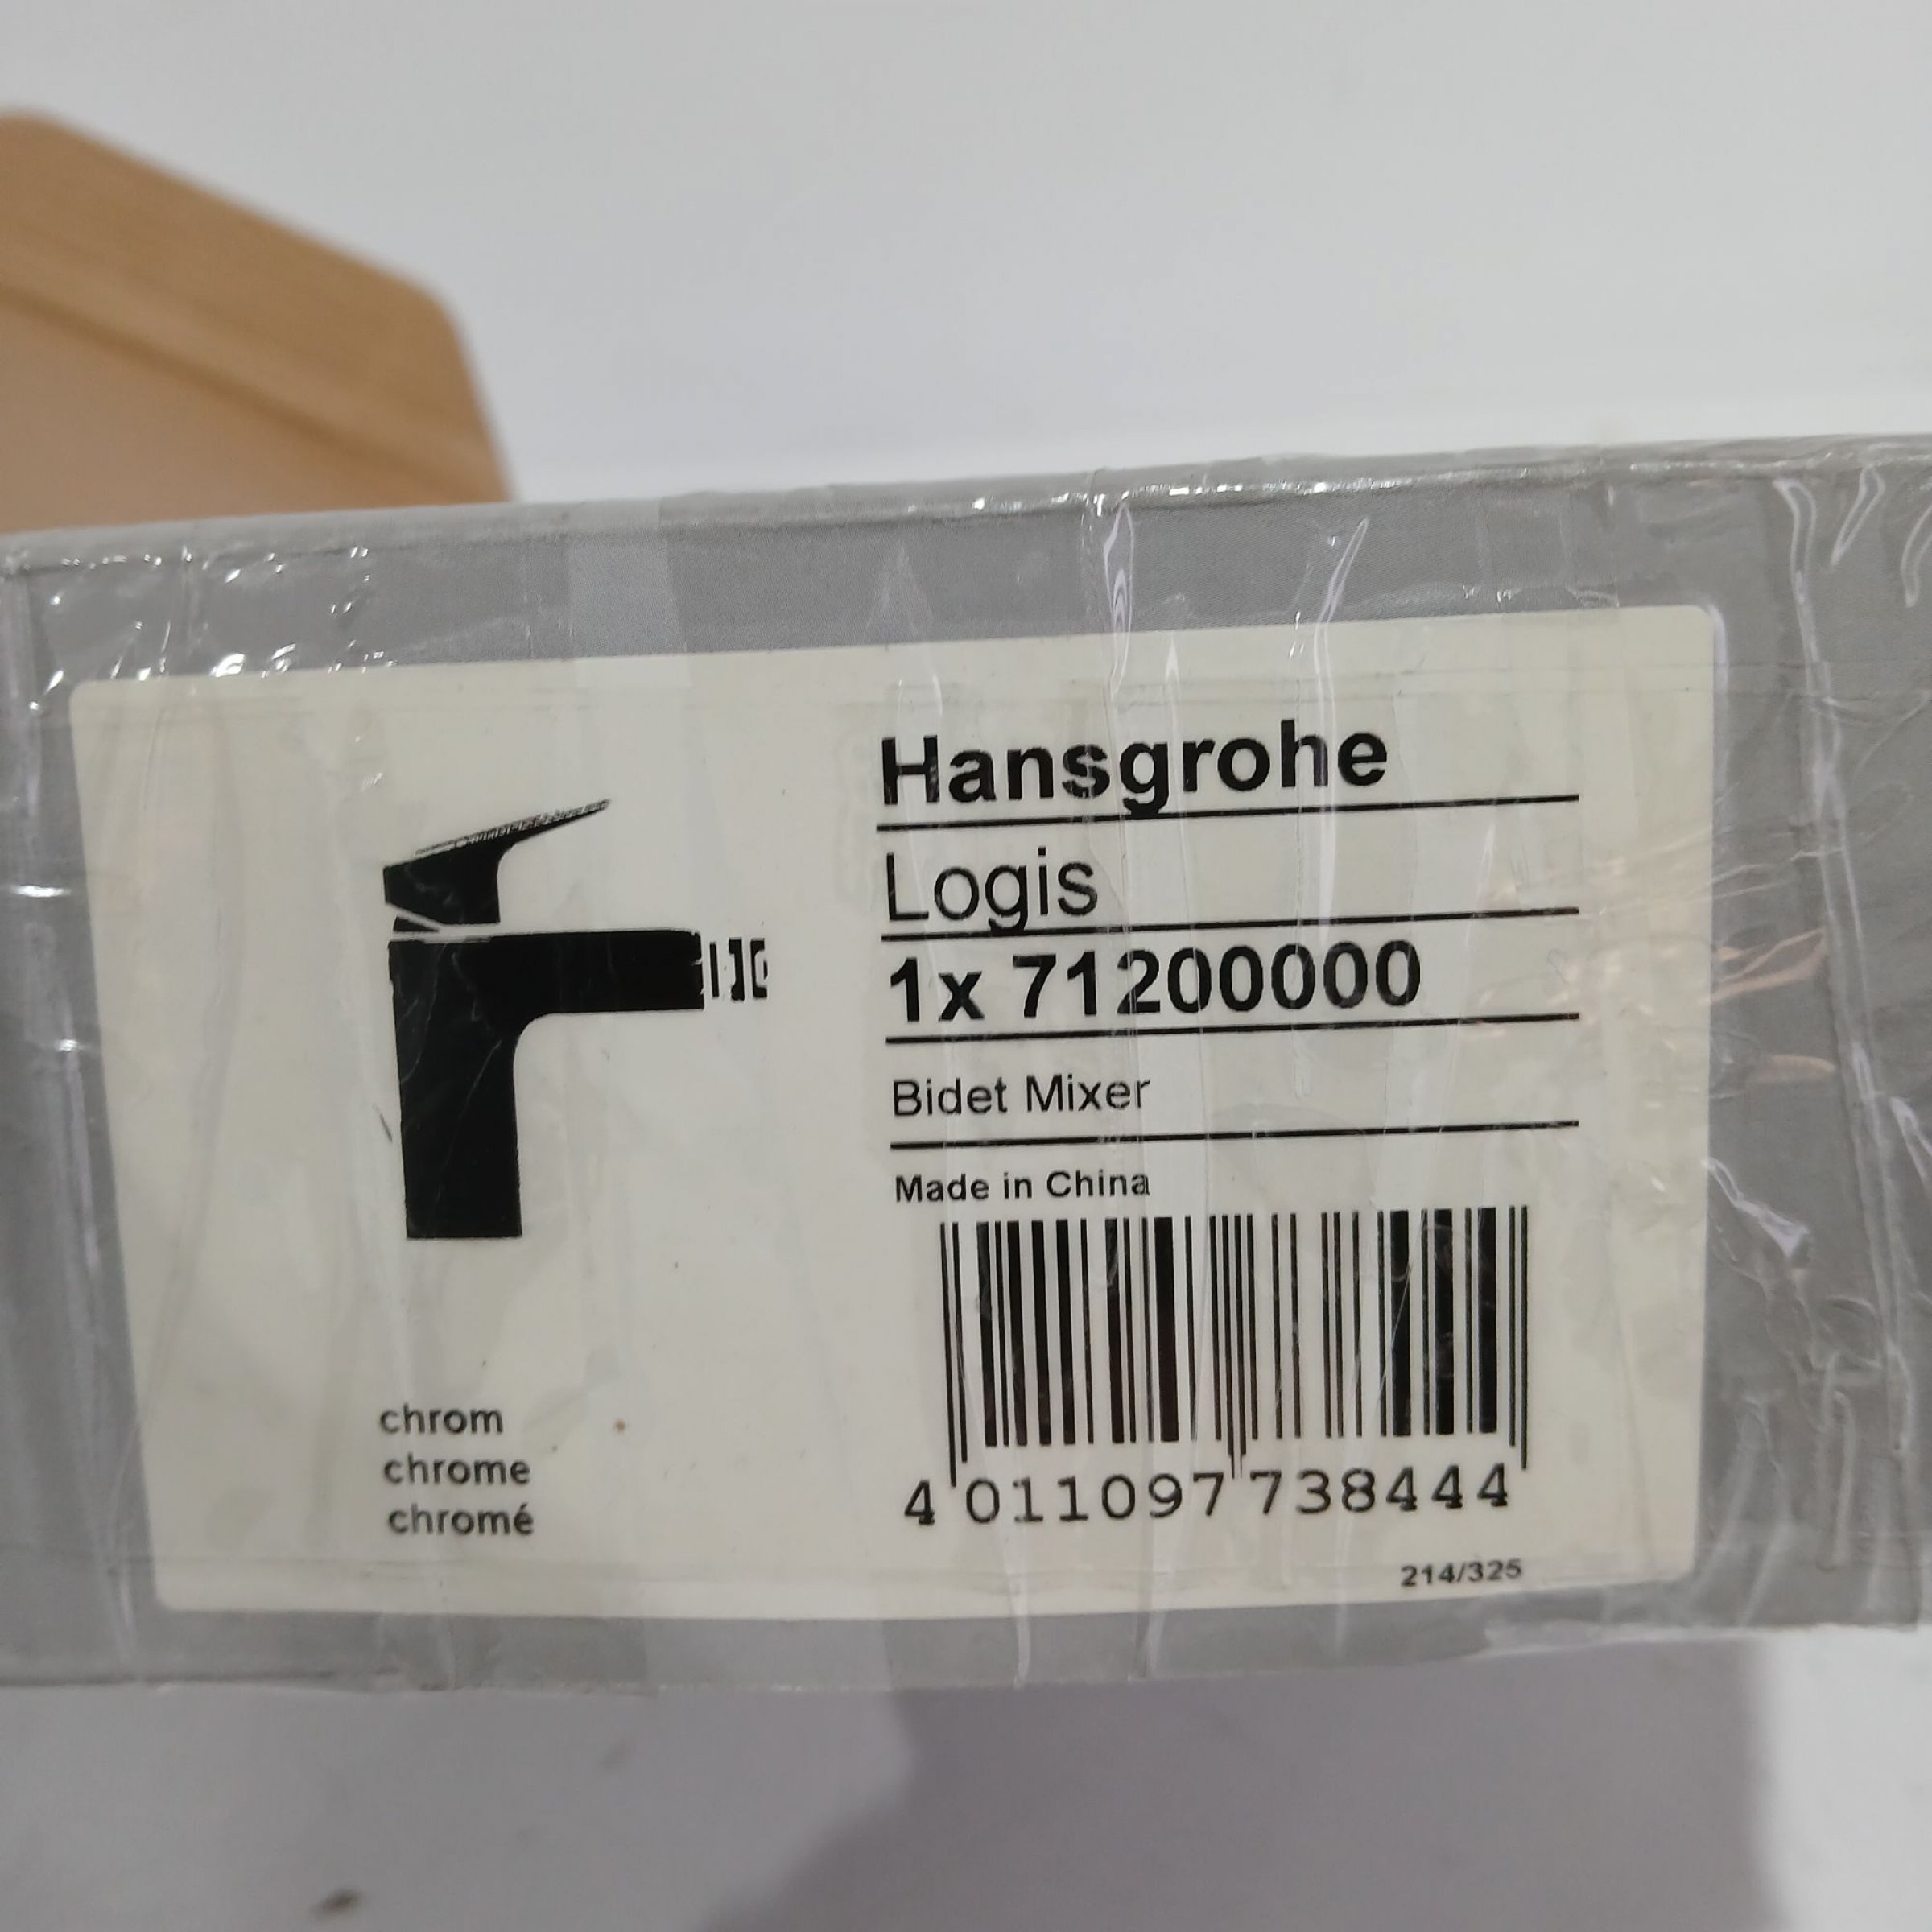 Hansgrohe
Logis
1x 71200000
Bidet Mixer
Made in China
chrom
chrome
chromé
4 011097 738444
214/325